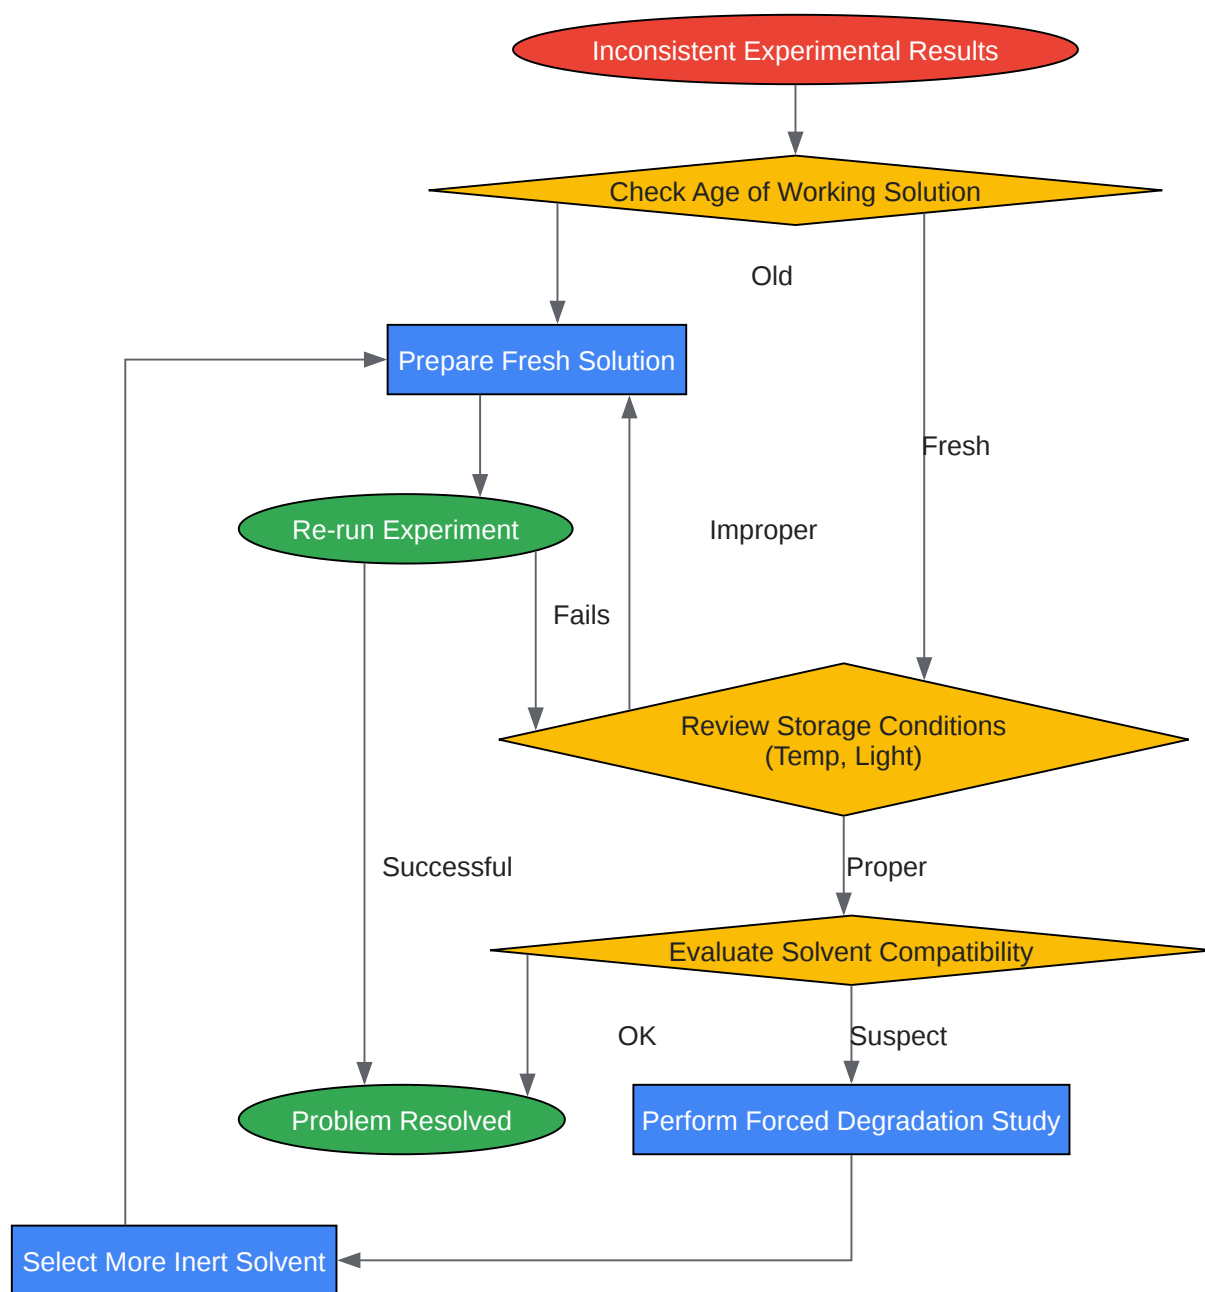 Inconsistent Experimental Results
Check Age of Working Solution
Old
Prepare Fresh Solution
Fresh
Re-run Experiment
Improper
Fails
Review Storage Conditions
(Temp, Light)
Successful
Proper
Evaluate Solvent Compatibility
OK
Suspect
Problem Resolved
Perform Forced Degradation Study
Select More Inert Solvent